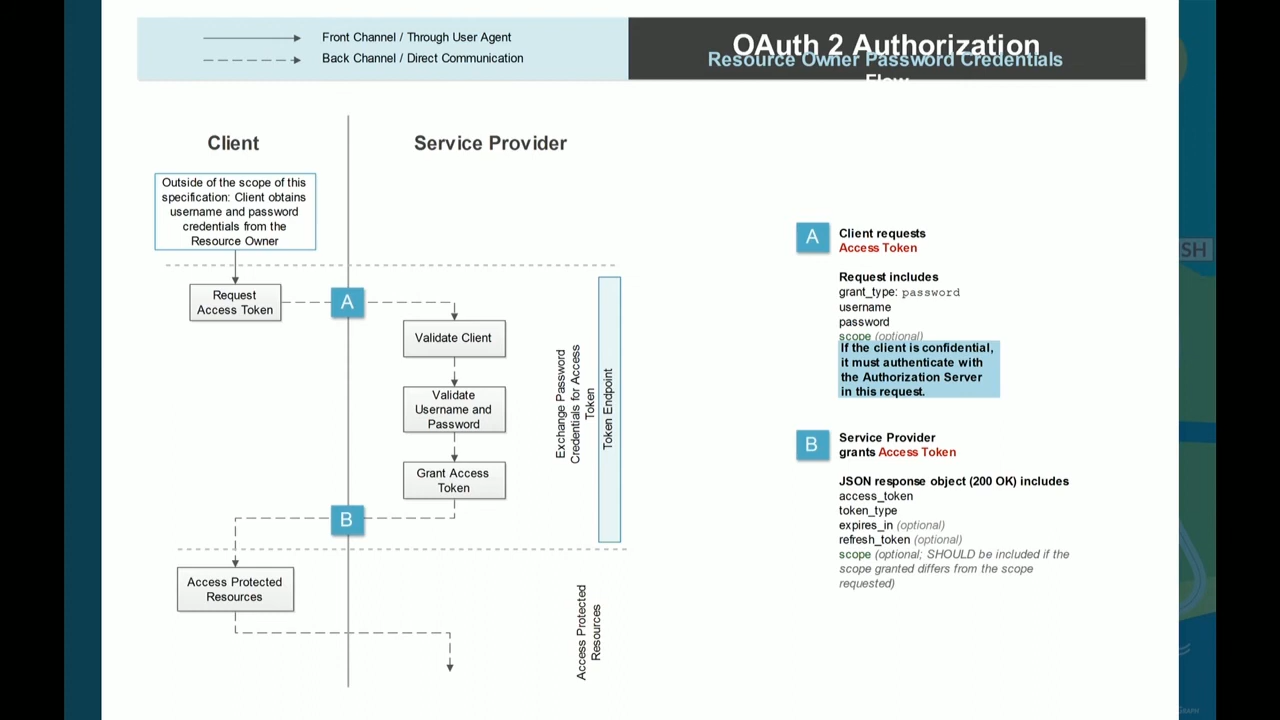 Front Channel / Through User Agent
Back Channel / Direct Communication
OAuth 2 Authorization
Resource Owner Password Credentials
Flow
Client
Service Provider
Outside of the scope of this
specification: Client obtains
username and password
credentials from the
Resource Owner
Request
Access Token
A
Validate Client
Validate
Username and
Password
Grant Access
Token
B
Access Protected
Resources
Exchange Password
Credentials for Access
Token
Token Endpoint
Access Protected
Resources
A
Client requests
Access Token
Request includes
grant_type: password
username
password
scope (optional)
If the client is confidential,
it must authenticate with
the Authorization Server
in this request.
B
Service Provider
grants Access Token
JSON response object (200 OK) includes
access_token
token_type
expires_in (optional)
refresh_token (optional)
scope (optional; SHOULD be included if the
scope granted differs from the scope
requested)
SH